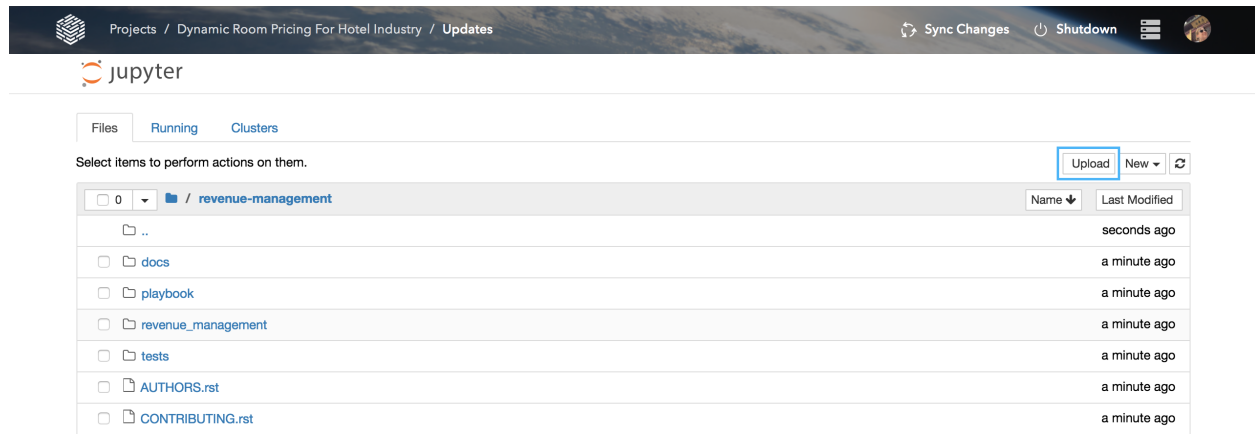 Projects / Dynamic Room Pricing For Hotel Industry / Updates Sync Changes Shutdown
jupyter
Files Running Clusters
Select items to perform actions on them. Upload New
0 / revenue-management Name Last Modified
.. seconds ago
docs a minute ago
playbook a minute ago
revenue_management a minute ago
tests a minute ago
AUTHORS.rst a minute ago
CONTRIBUTING.rst a minute ago